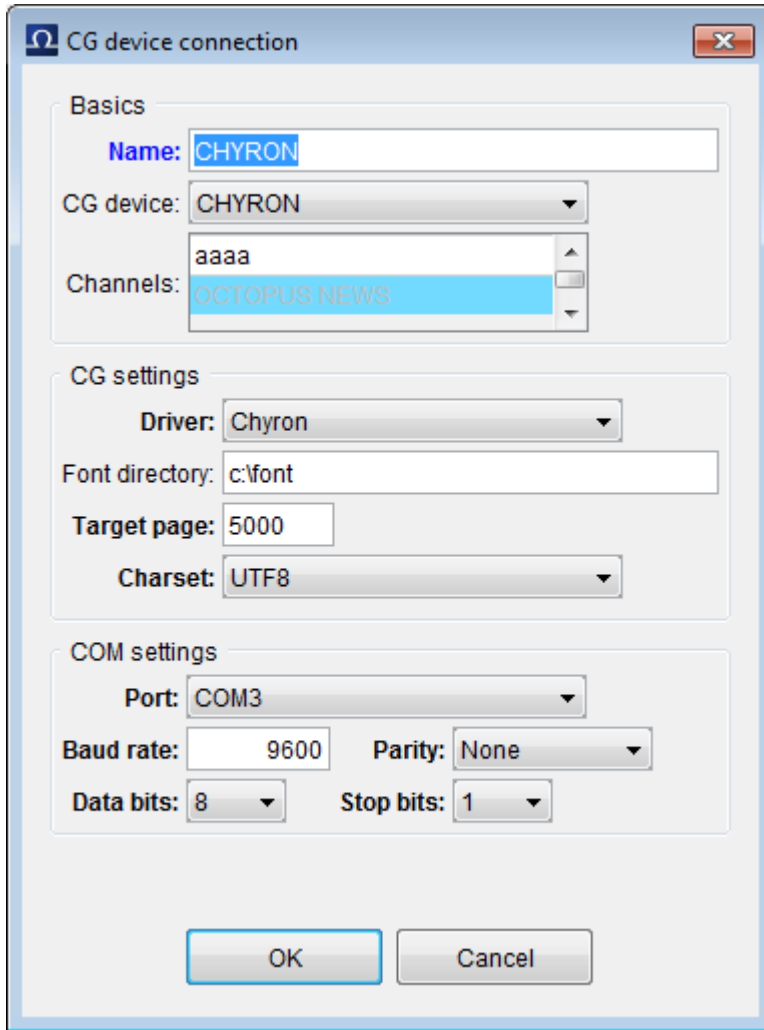 CG device connection
Basics
Name: CHYRON
CG device: CHYRON
Channels: aaaa
OCTOPUS NEWS
CG settings
Driver: Chyron
Font directory: c:\font
Target page: 5000
Charset: UTF8
COM settings
Port: COM3
Baud rate: 9600 Parity: None
Data bits: 8 Stop bits: 1
OK Cancel